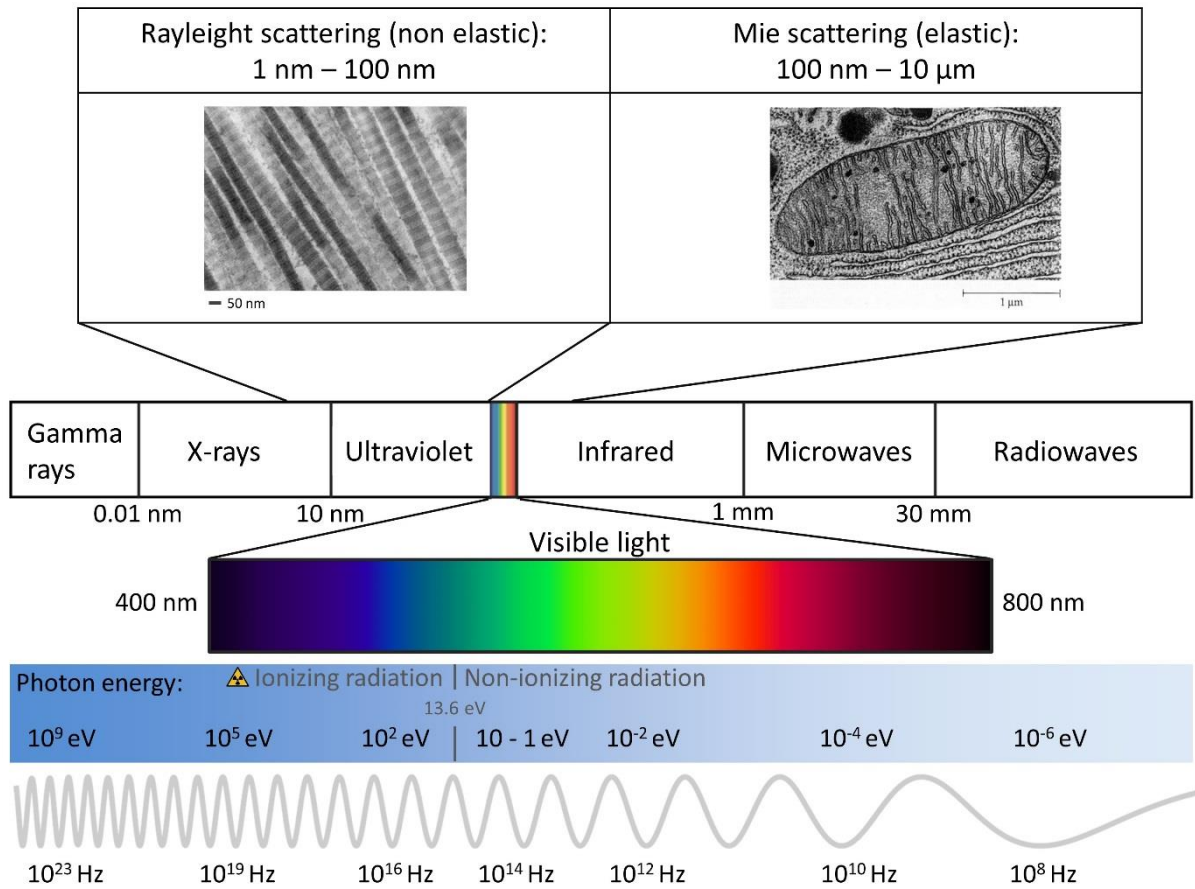 Rayleight scattering (non elastic):
1 nm – 100 nm
Mie scattering (elastic):
100 nm – 10 µm
50 nm
1 µm
Gamma
rays
X-rays
Ultraviolet
Infrared
Microwaves
Radiowaves
0.01 nm
10 nm
1 mm
30 mm
Visible light
400 nm
800 nm
Photon energy:
Ionizing radiation | Non-ionizing radiation
13.6 eV
10⁹ eV
10⁵ eV
10² eV
10 - 1 eV
10⁻² eV
10⁻⁴ eV
10⁻⁶ eV
10²³ Hz
10¹⁹ Hz
10¹⁶ Hz
10¹⁴ Hz
10¹² Hz
10¹⁰ Hz
10⁸ Hz